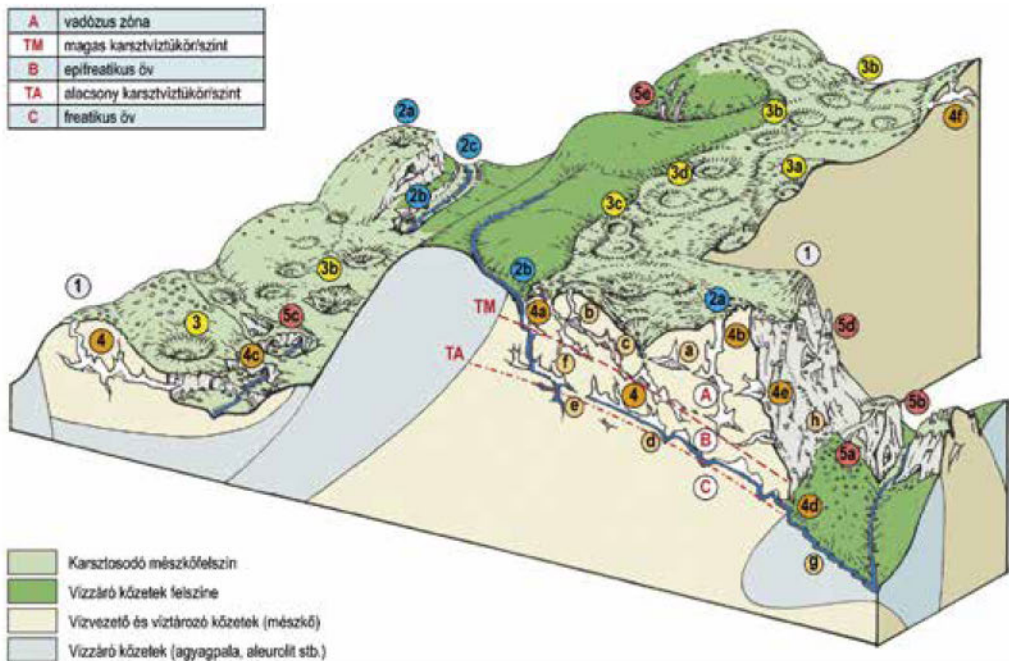 A vadózus zóna
TM magas karsztvíztükör/szint
B epifreatikus öv
TA alacsony karsztvíztükör/szint
C freatikus öv
3b
5e
2a
3b
4f
2c
3d
3a
2b
3c
3b
2b
1
1
TM
4a
b
2a
3
5c
4b
5d
4
c
a
TA
4c
f
4
A
4e
5b
e
h
d
B
5a
C
4d
g
Karsztosodó mészkőfelszín
Vízzáró kőzetek felszíne
Vízvezető és víztározó kőzetek (mészkő)
Vízzáró kőzetek (agyagpala, aleurolit stb.)